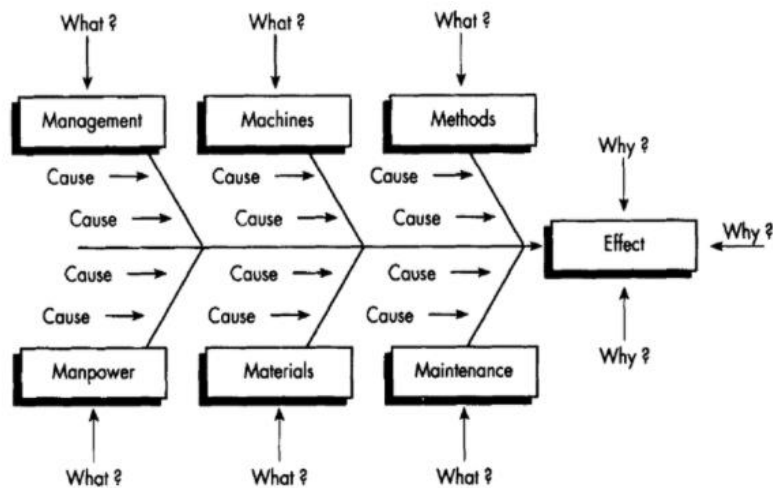 What ?
What ?
What ?
Management
Machines
Methods
Why ?
Cause
Cause
Cause
Cause
Cause
Cause
Effect
Why ?
Cause
Cause
Cause
Cause
Cause
Cause
Manpower
Materials
Maintenance
Why ?
What ?
What ?
What ?